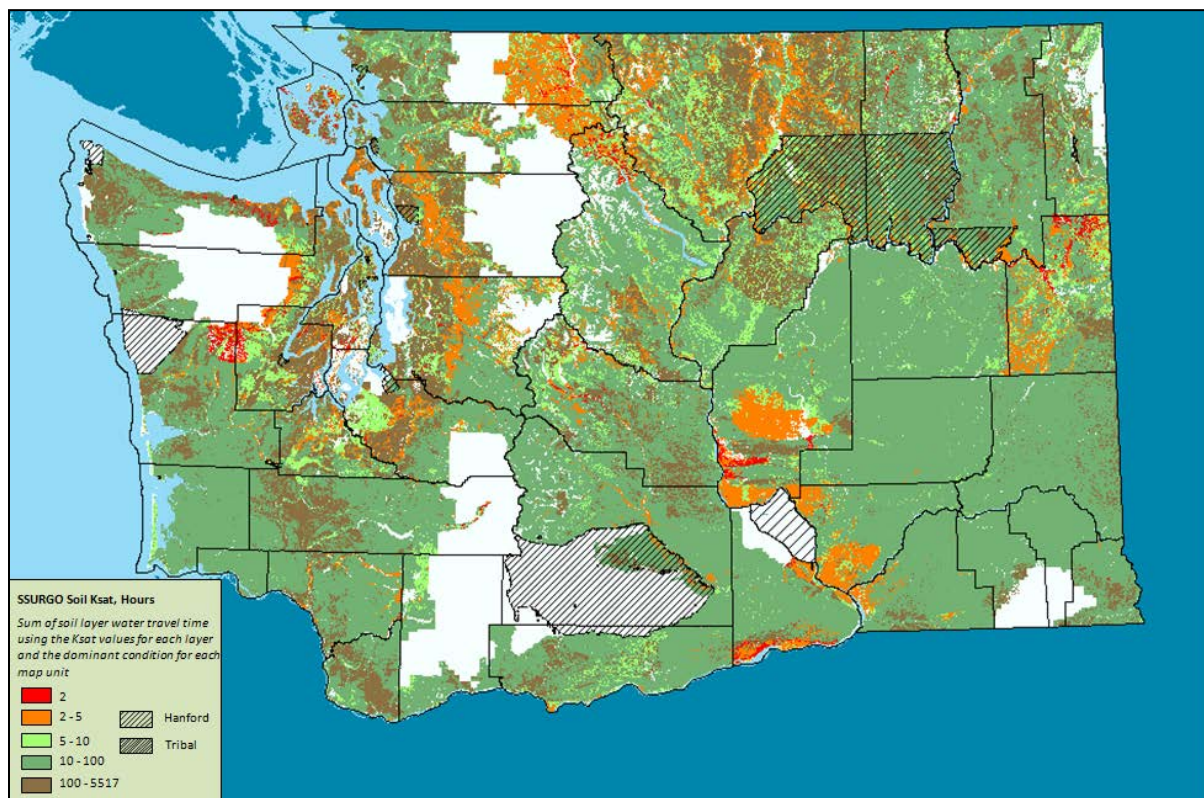 SSURGO Soil Ksat, Hours
Sum of soil layer water travel time
using the Ksat values for each layer
and the dominant condition for each
map unit
2
2 - 5
5 - 10
10 - 100
100 - 5517
Hanford
Tribal